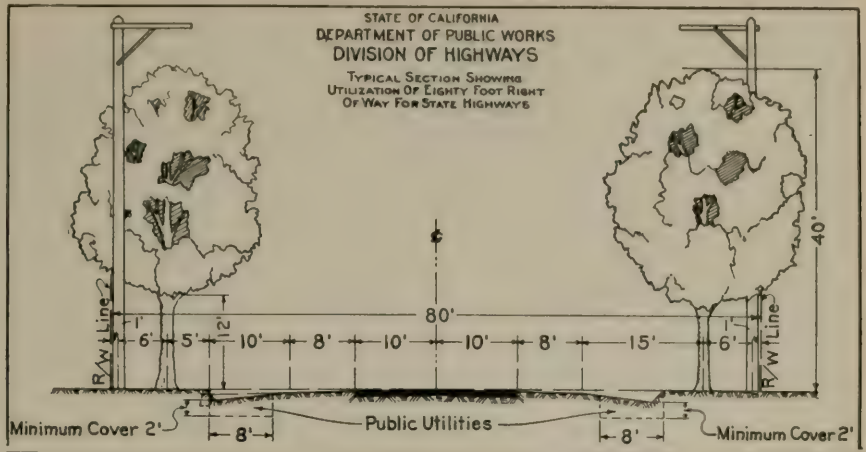 STATE OF CALIFORNIA
DEPARTMENT OF PUBLIC WORKS
DIVISION OF HIGHWAYS
TYPICAL SECTION SHOWING
UTILIZATION OF EIGHTY FOOT RIGHT
OF WAY FOR STATE HIGHWAYS
℄
40'
80'
12'
R/W Line
1'
6'
5'
10'
8'
10'
10'
8'
15'
1'
6'
R/W Line
Minimum Cover 2'
8'
Public Utilities
8'
Minimum Cover 2'